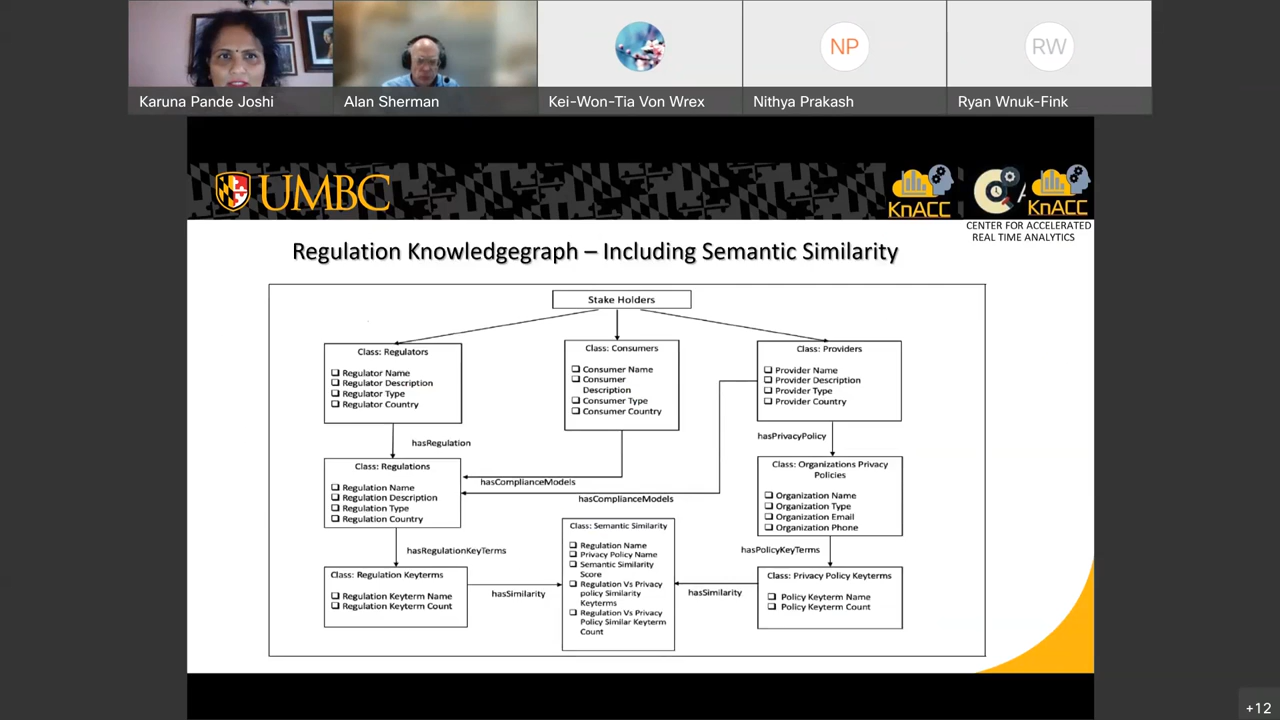 Karuna Pande Joshi
Alan Sherman
Kei-Won-Tia Von Wrex
NP
Nithya Prakash
RW
Ryan Wnuk-Fink
UMBC
KnACC
KnACC
CENTER FOR ACCELERATED
REAL TIME ANALYTICS
Regulation Knowledgegraph – Including Semantic Similarity
Stake Holders
Class: Regulators
Regulator Name
Regulator Description
Regulator Type
Regulator Country
Class: Consumers
Consumer Name
Consumer
Description
Consumer Type
Consumer Country
Class: Providers
Provider Name
Provider Description
Provider Type
Provider Country
hasRegulation
hasPrivacyPolicy
Class: Regulations
Regulation Name
Regulation Description
Regulation Type
Regulation Country
hasComplianceModels
hasComplianceModels
Class: Organizations Privacy
Policies
Organization Name
Organization Type
Organization Email
Organization Phone
hasRegulationKeyTerms
Class: Semantic Similarity
Regulation Name
Privacy Policy Name
Semantic Similarity
Score
Regulation Vs Privacy
policy Similarity
Keyterms
Regulation Vs Privacy
Policy Similar Keyterm
Count
hasPolicyKeyTerms
Class: Regulation Keyterms
Regulation Keyterm Name
Regulation Keyterm Count
hasSimilarity
hasSimilarity
Class: Privacy Policy Keyterms
Policy Keyterm Name
Policy Keyterm Count
+12